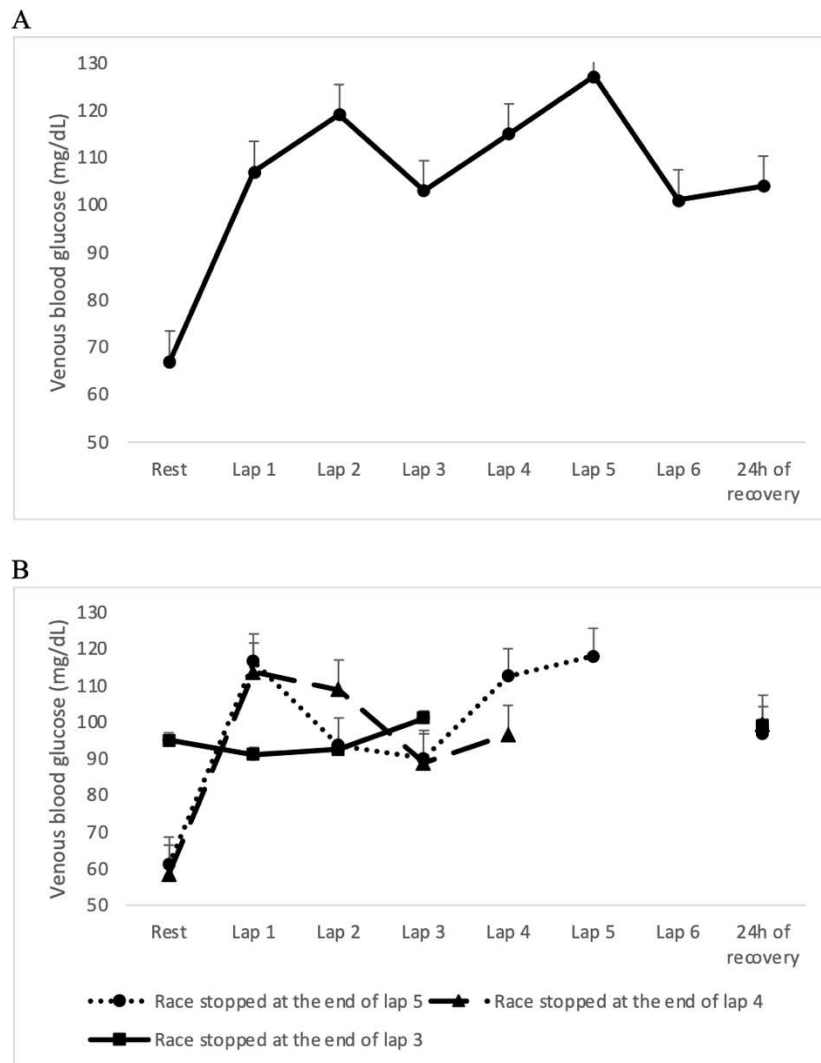 A
Venous blood glucose (mg/dL)
130
120
110
100
90
80
70
60
50
Rest
Lap 1
Lap 2
Lap 3
Lap 4
Lap 5
Lap 6
24h of
recovery
B
Venous blood glucose (mg/dL)
130
120
110
100
90
80
70
60
50
Rest
Lap 1
Lap 2
Lap 3
Lap 4
Lap 5
Lap 6
24h of
recovery
Race stopped at the end of lap 5
Race stopped at the end of lap 4
Race stopped at the end of lap 3